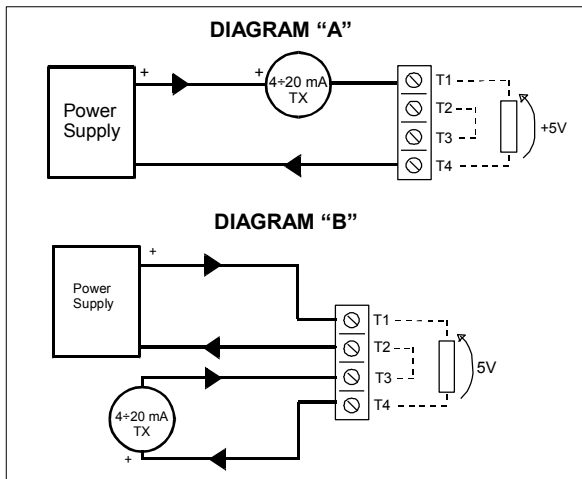 DIAGRAM “A”
+
+
Power
Supply
4÷20 mA
TX
T1
T2
T3
T4
+5V
DIAGRAM “B”
+
Power
Supply
T1
T2
T3
T4
5V
4÷20 mA
TX
+